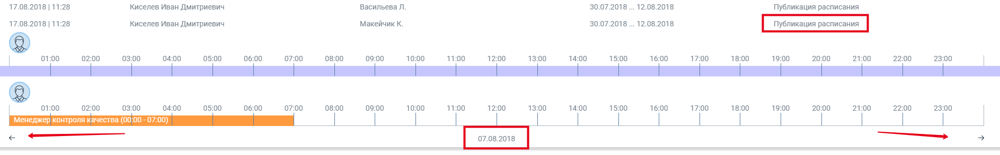 17.08.2018 | 11:28 Киселев Иван Дмитриевич Васильева Л. 30.07.2018 ... 12.08.2018 Публикация расписания
17.08.2018 | 11:28 Киселев Иван Дмитриевич Макейчик К. 30.07.2018 ... 12.08.2018 Публикация расписания
01:00 02:00 03:00 04:00 05:00 06:00 07:00 08:00 09:00 10:00 11:00 12:00 13:00 14:00 15:00 16:00 17:00 18:00 19:00 20:00 21:00 22:00 23:00
01:00 02:00 03:00 04:00 05:00 06:00 07:00 08:00 09:00 10:00 11:00 12:00 13:00 14:00 15:00 16:00 17:00 18:00 19:00 20:00 21:00 22:00 23:00
Менеджер контроля качества (00:00 - 07:00)
07.08.2018